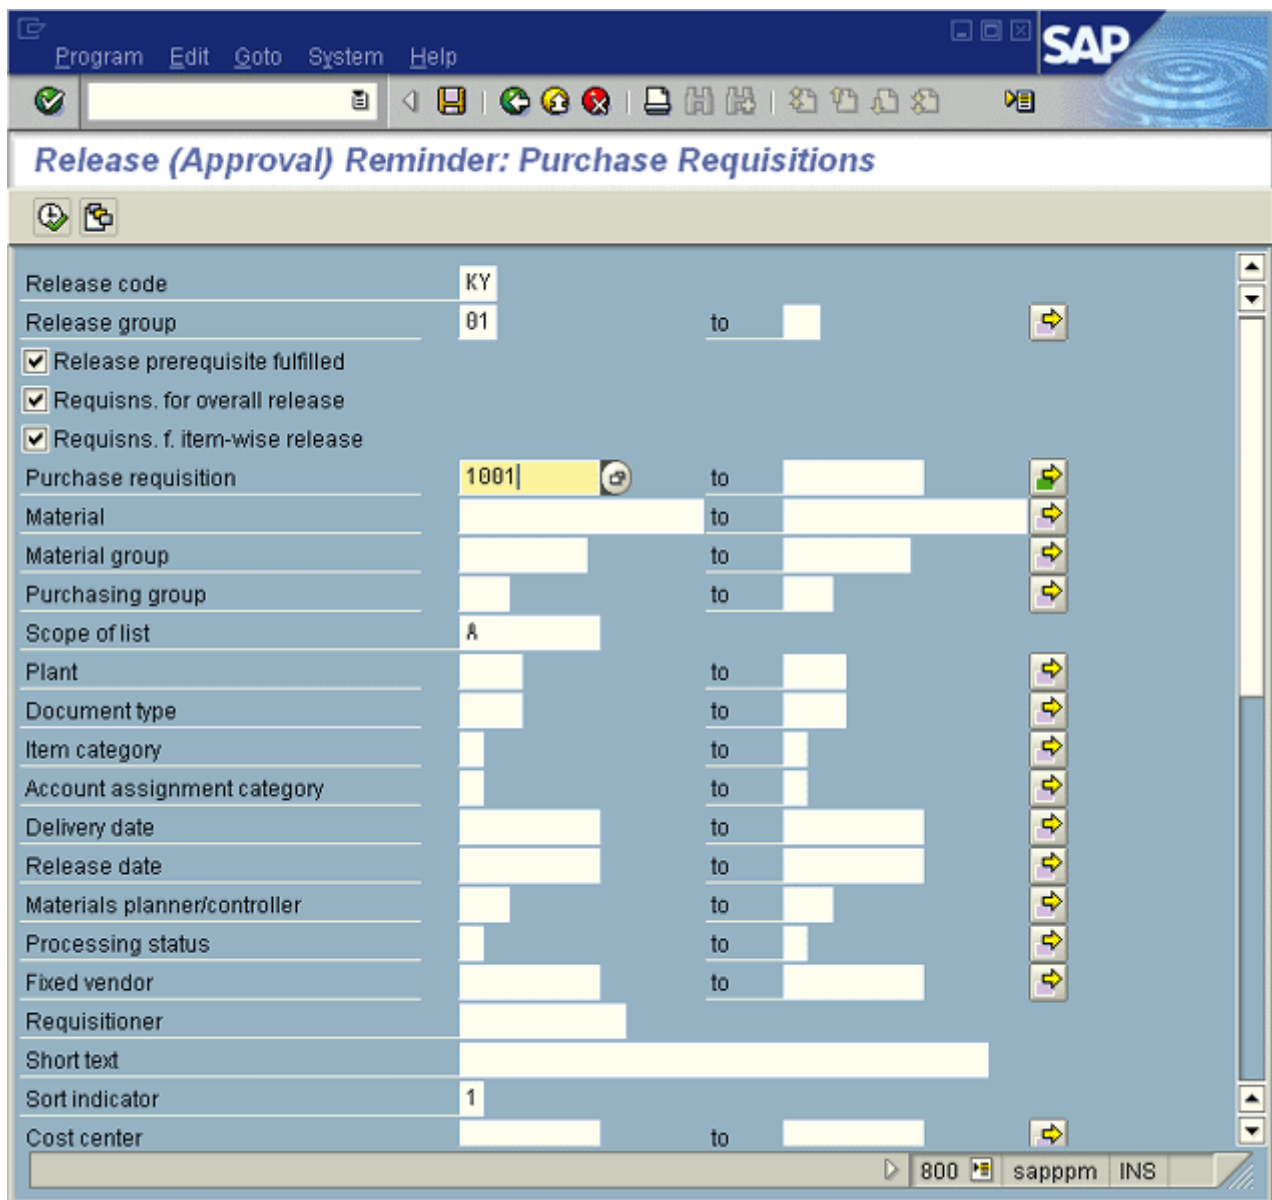 Program Edit Goto System Help
SAP
Release (Approval) Reminder: Purchase Requisitions
Release code KY
Release group 01 to
Release prerequisite fulfilled
Requisns. for overall release
Requisns. f. item-wise release
Purchase requisition 1001 to
Material to
Material group to
Purchasing group to
Scope of list A
Plant to
Document type to
Item category to
Account assignment category to
Delivery date to
Release date to
Materials planner/controller to
Processing status to
Fixed vendor to
Requisitioner
Short text
Sort indicator 1
Cost center to
800 sapppm INS